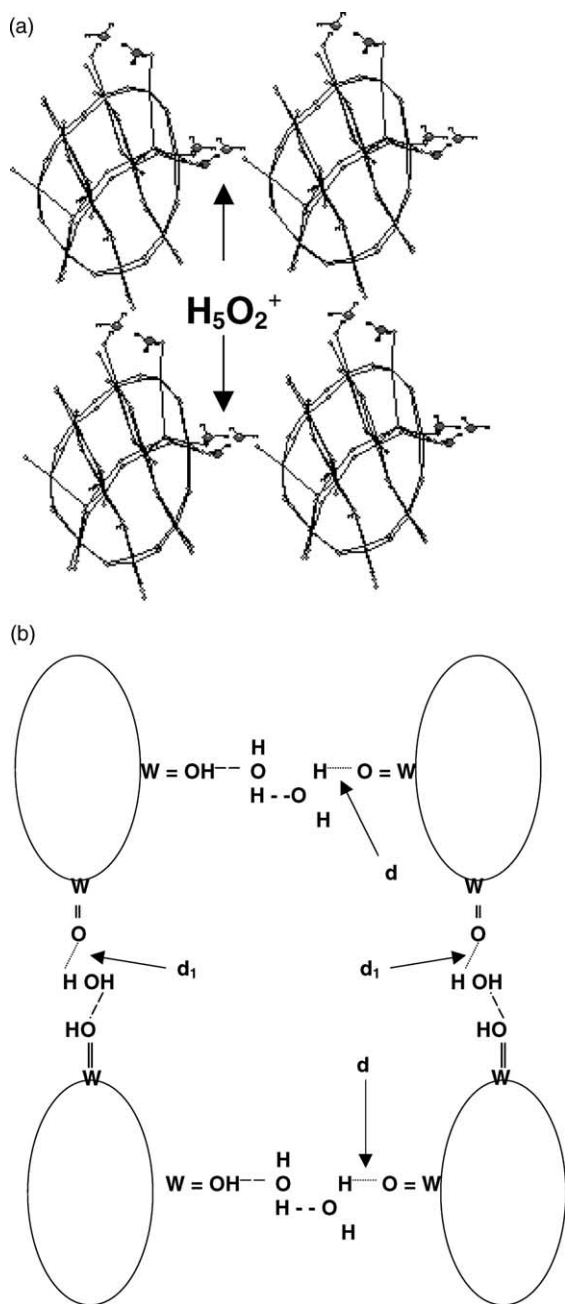 (a)
H5O2+
(b)
H
W = OH O H O = W
H - - O
H
d
W W
O O
d1 d1
H OH H OH
HO HO
W W
d
H
W = OH O H O = W
H - - O
H